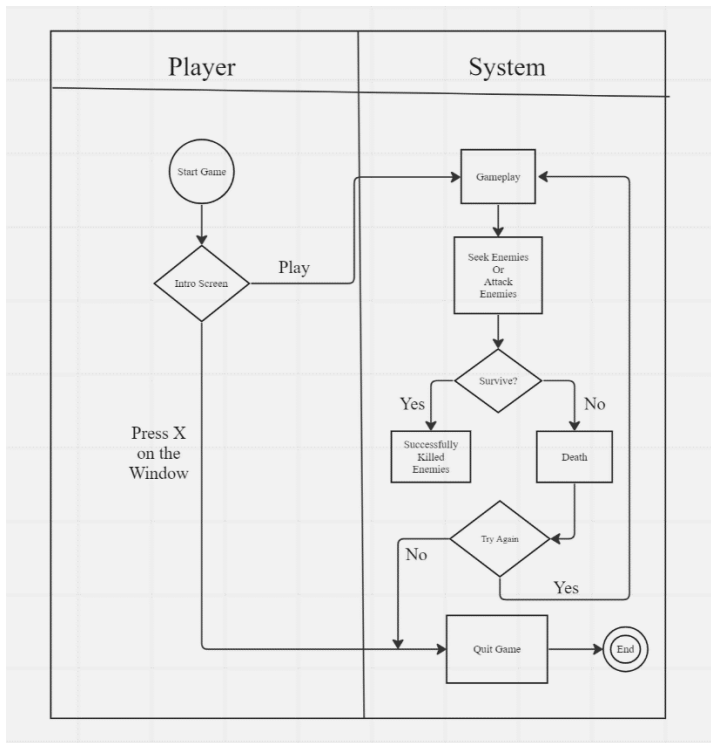 Player
System
Start Game
Gameplay
Intro Screen
Play
Seek Enemies
Or
Attack
Enemies
Survive?
Yes
No
Press X
on the
Window
Successfully
Killed
Enemies
Death
Try Again
No
Yes
Quit Game
End